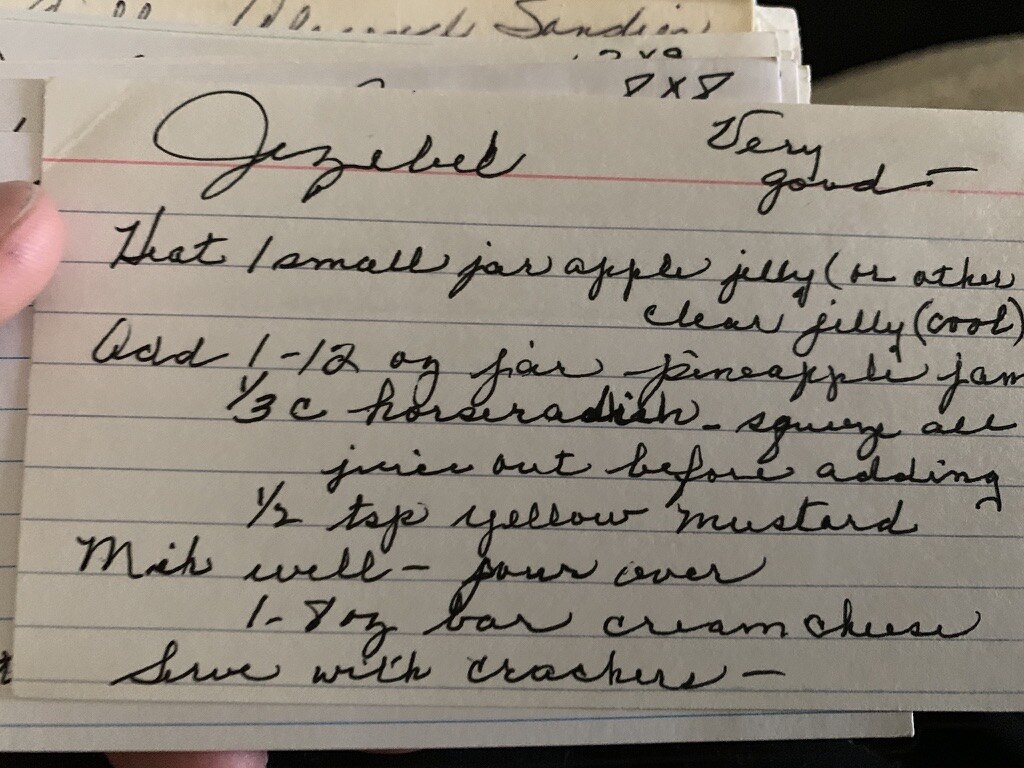 Sandies
8x8
Jezebel Very
good -
Heat 1 small jar apple jelly (or other
clear jelly (cool)
Add 1-12 oz jar pineapple jam
1/3 c horseradish - squeeze all
juice out before adding
1/2 tsp yellow mustard
Mix well - pour over
1-8 oz bar cream cheese
Serve with crackers -